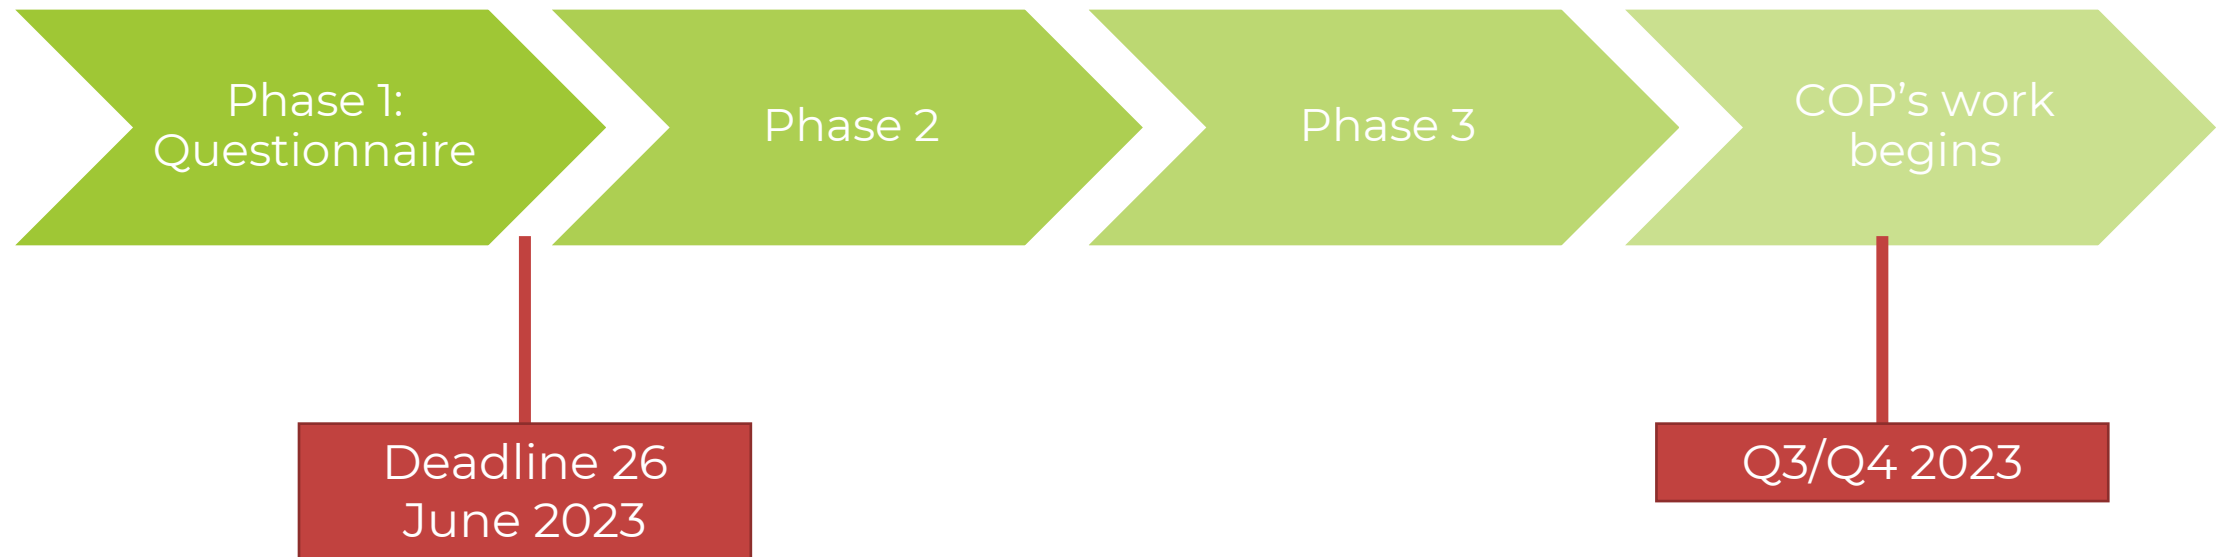 Phase 1:
Questionnaire
Phase 2
Phase 3
COP’s work
begins
Deadline 26
June 2023
Q3/Q4 2023